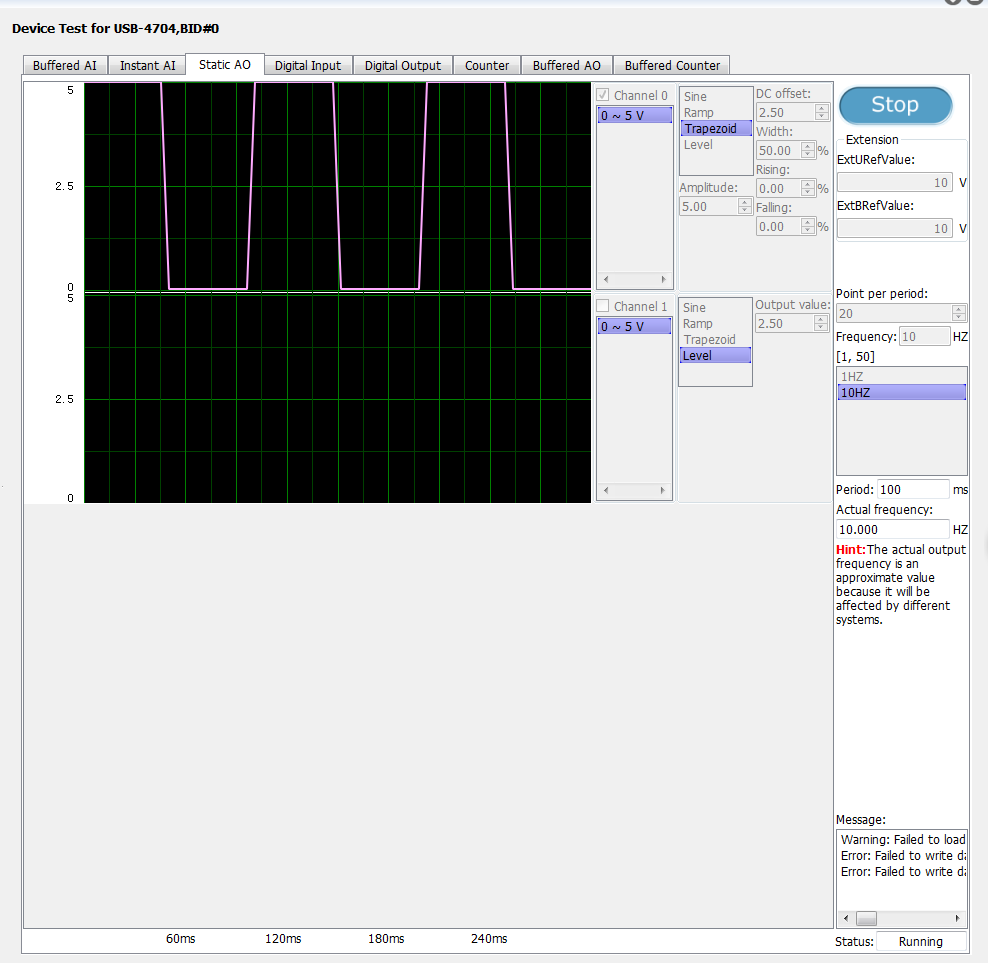 Device Test for USB-4704,BID#0
Buffered AI Instant AI Static AO Digital Input Digital Output Counter Buffered AO Buffered Counter
5
2.5
0
Channel 0
0 ~ 5 V
Sine
Ramp
Trapezoid
Level
Amplitude:
5.00
DC offset:
2.50
Width:
50.00 %
Rising:
0.00 %
Falling:
0.00 %
5
2.5
0
Channel 1
0 ~ 5 V
Sine
Ramp
Trapezoid
Level
Output value:
2.50
60ms 120ms 180ms 240ms
Stop
Extension
ExtURefValue:
10 V
ExtBRefValue:
10 V
Point per period:
20
Frequency: 10 HZ
[1, 50]
1HZ
10HZ
Period: 100 ms
Actual frequency:
10.000 HZ
Hint:The actual output
frequency is an
approximate value
because it will be
affected by different
systems.
Message:
Warning: Failed to load
Error: Failed to write
Error: Failed to write
Status: Running